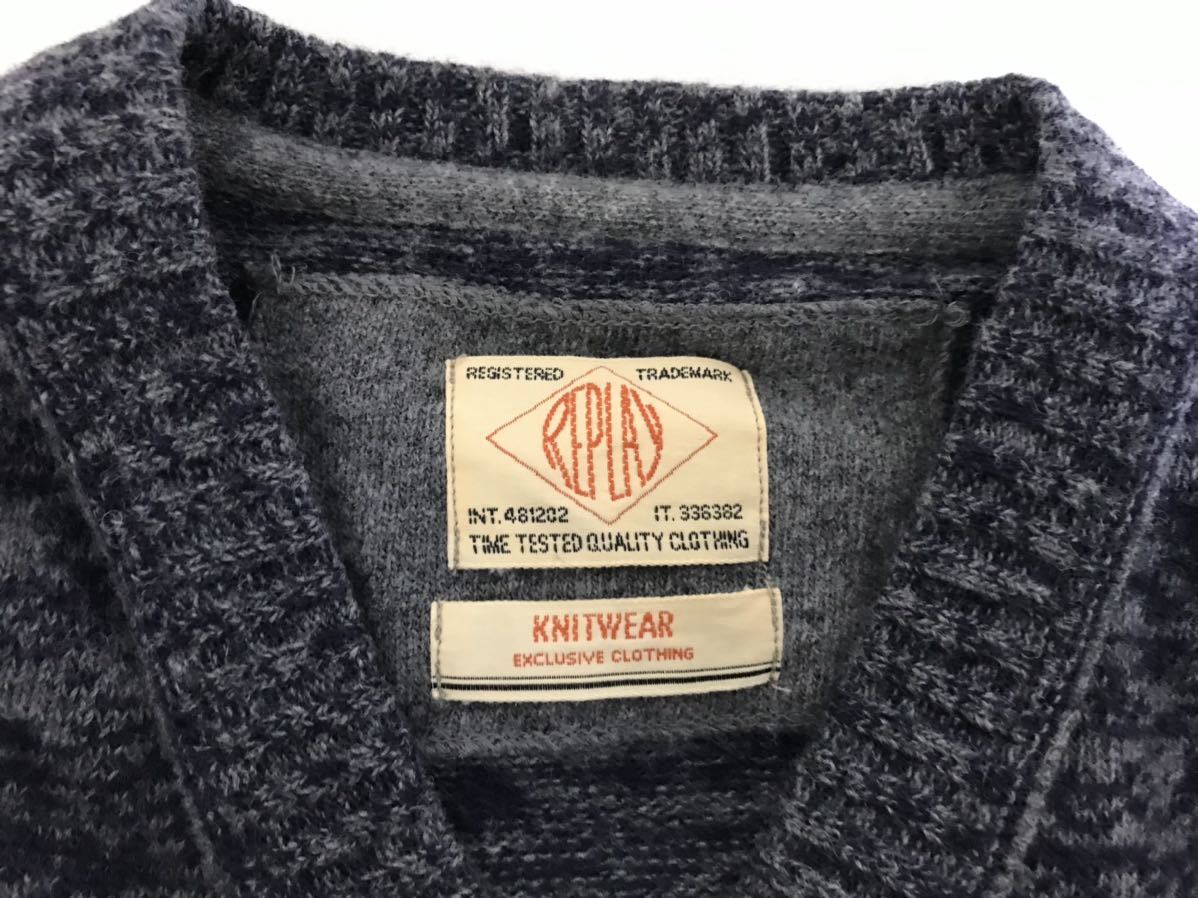 REGISTERED TRADEMARK
REPLAY
INT. 481202 IT. 336382
TIME TESTED QUALITY CLOTHING
KNITWEAR
EXCLUSIVE CLOTHING